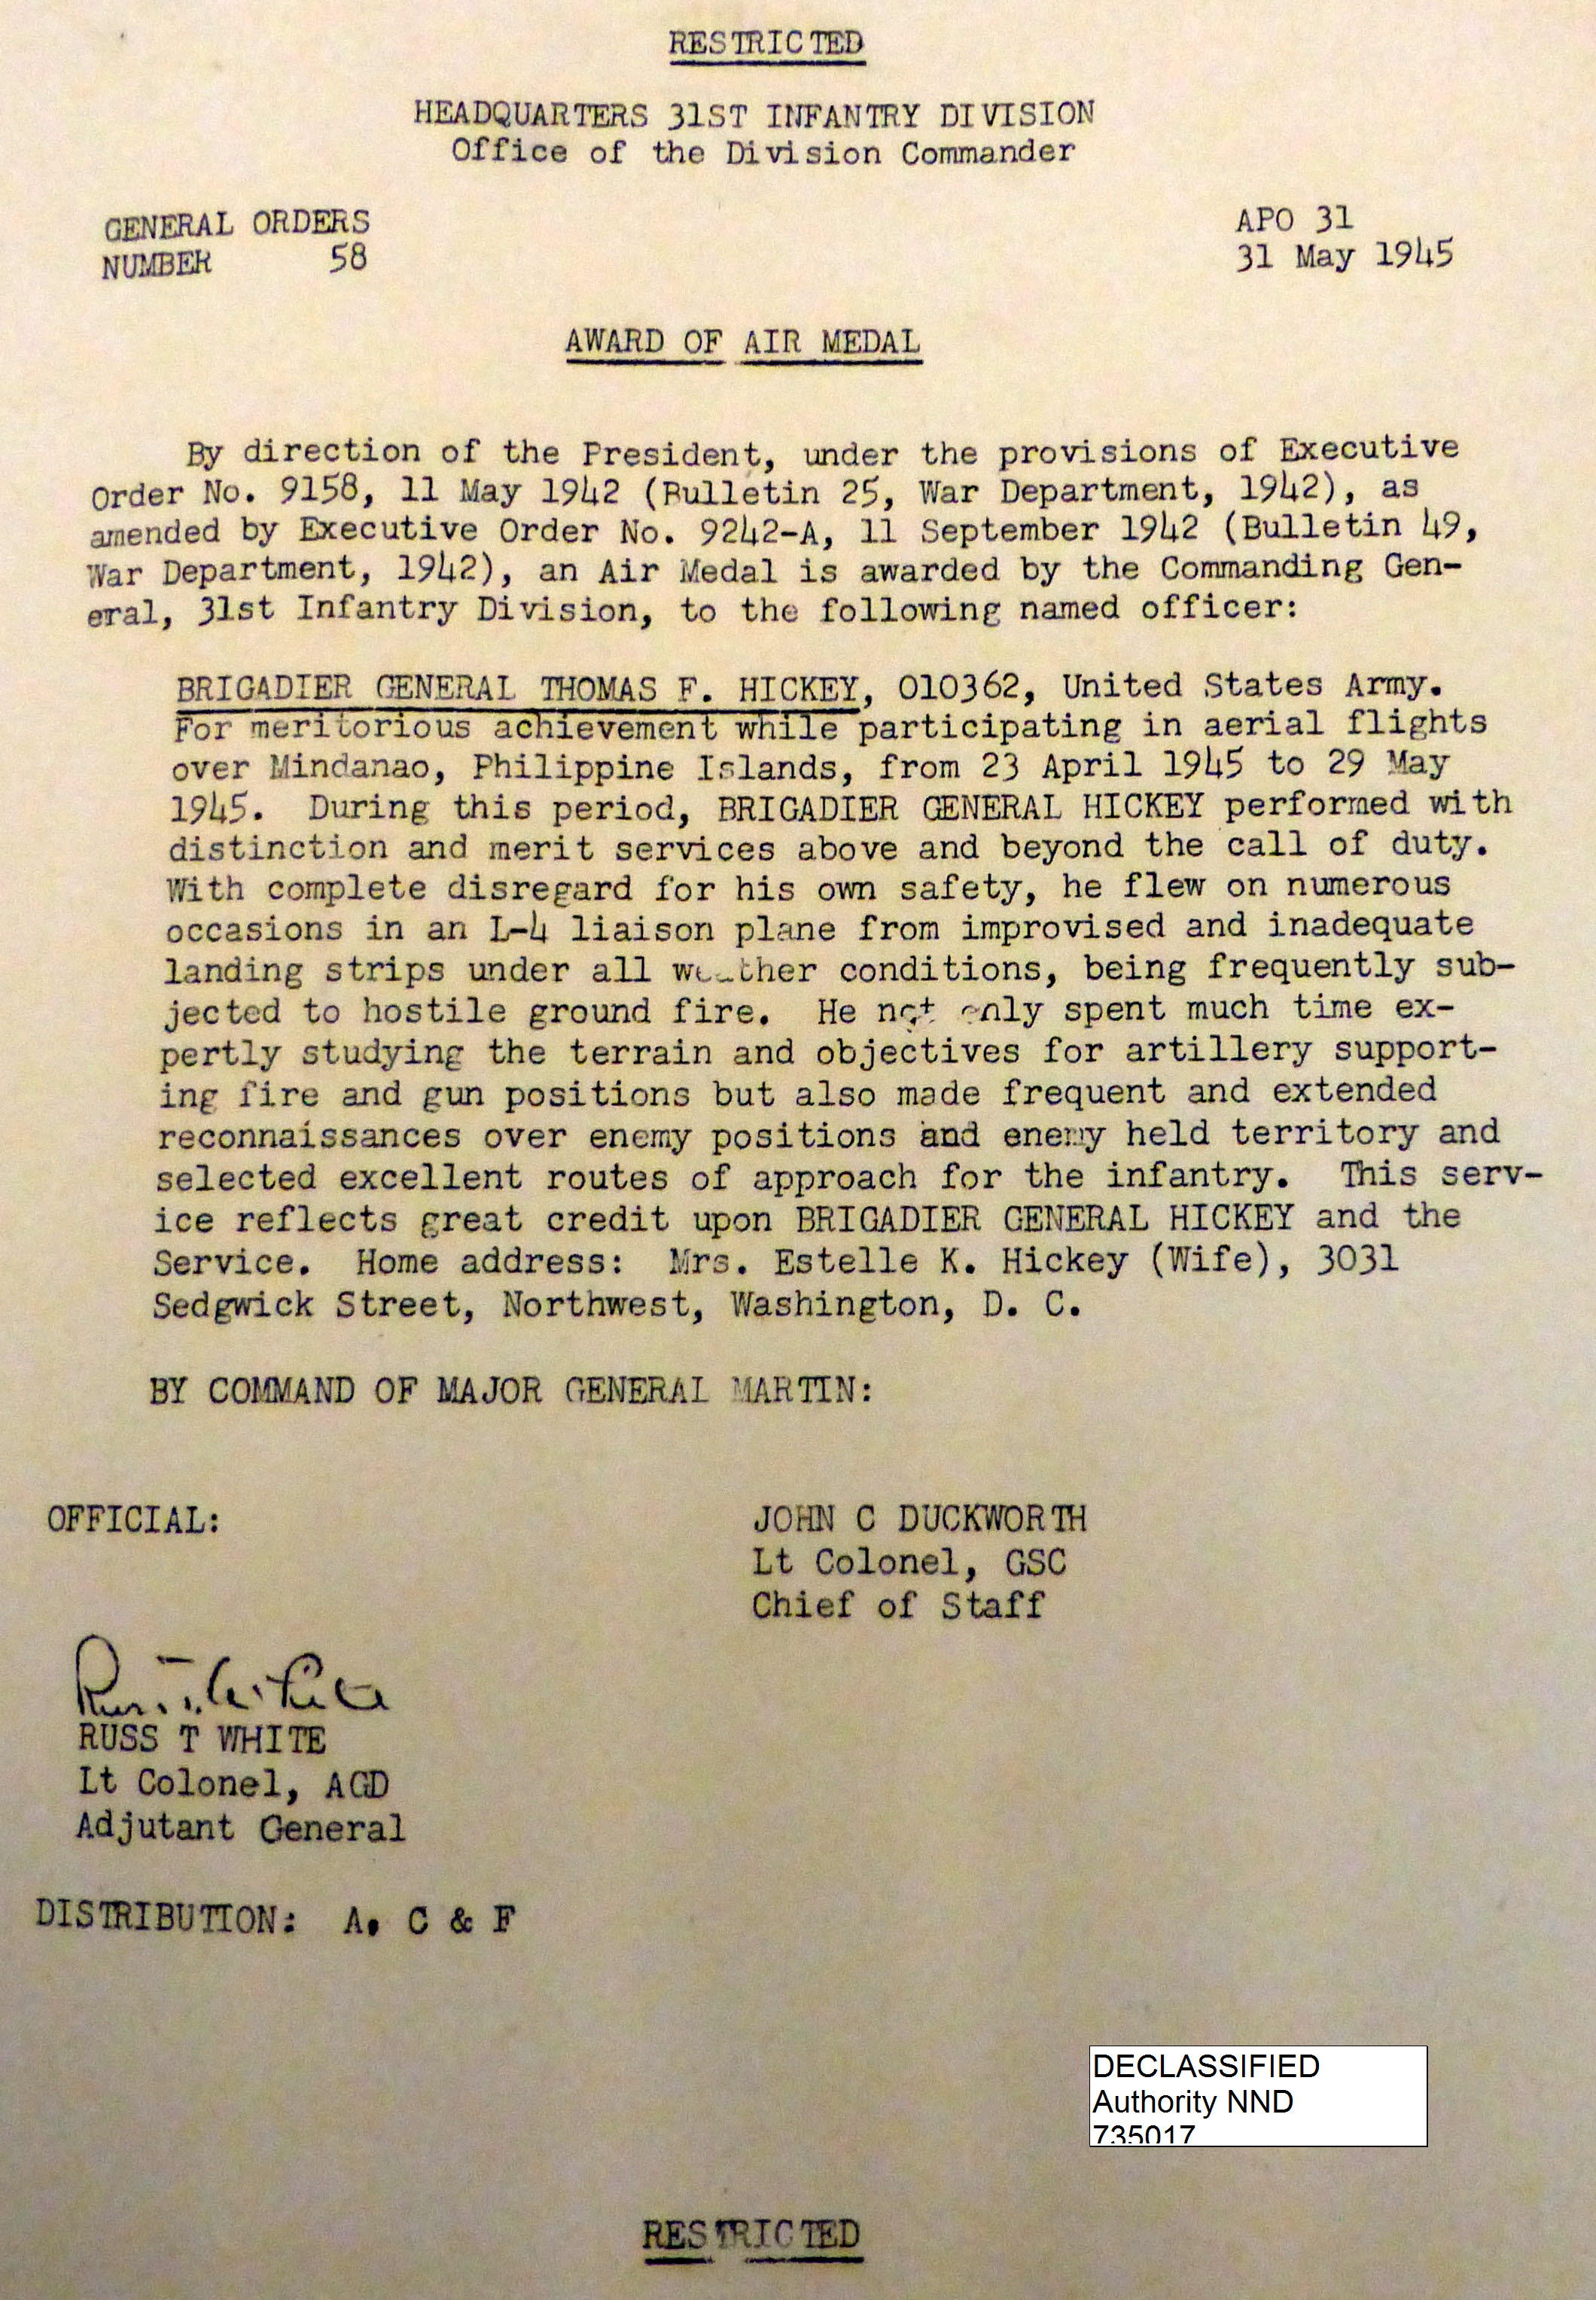 RESTRICTED
HEADQUARTERS 31ST INFANTRY DIVISION
Office of the Division Commander
GENERAL ORDERS
NUMBER 58
APO 31
31 May 1945
AWARD OF AIR MEDAL
By direction of the President, under the provisions of Executive
Order No. 9158, 11 May 1942 (Bulletin 25, War Department, 1942), as
amended by Executive Order No. 9242-A, 11 September 1942 (Bulletin 49,
War Department, 1942), an Air Medal is awarded by the Commanding Gen-
eral, 31st Infantry Division, to the following named officer:
BRIGADIER GENERAL THOMAS F. HICKEY, O10362, United States Army.
For meritorious achievement while participating in aerial flights
over Mindanao, Philippine Islands, from 23 April 1945 to 29 May
1945. During this period, BRIGADIER GENERAL HICKEY performed with
distinction and merit services above and beyond the call of duty.
With complete disregard for his own safety, he flew on numerous
occasions in an L-4 liaison plane from improvised and inadequate
landing strips under all weather conditions, being frequently sub-
jected to hostile ground fire. He not only spent much time ex-
pertly studying the terrain and objectives for artillery support-
ing fire and gun positions but also made frequent and extended
reconnaissances over enemy positions and enemy held territory and
selected excellent routes of approach for the infantry. This serv-
ice reflects great credit upon BRIGADIER GENERAL HICKEY and the
Service. Home address: Mrs. Estelle K. Hickey (Wife), 3031
Sedgwick Street, Northwest, Washington, D. C.
BY COMMAND OF MAJOR GENERAL MARTIN:
OFFICIAL:
JOHN C DUCKWORTH
Lt Colonel, GSC
Chief of Staff
Russ T. White
RUSS T WHITE
Lt Colonel, AGD
Adjutant General
DISTRIBUTION: A, C & F
DECLASSIFIED
Authority NND
735017
RESTRICTED